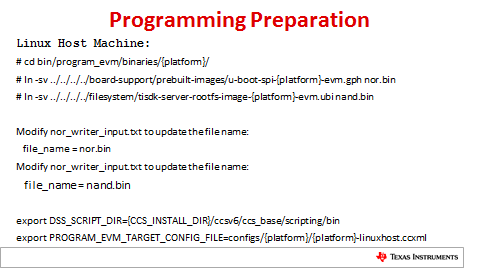 Programming Preparation
Linux Host Machine:
# cd bin/program_evm/binaries/{platform}/
# ln -sv ../../../../board-support/prebuilt-images/u-boot-spi-{platform}-evm.gph nor.bin
# ln -sv ../../../../filesystem/tisdk-server-rootfs-image-{platform}-evm.ubi nand.bin
Modify nor_writer_input.txt to update the file name:
file_name = nor.bin
Modify nor_writer_input.txt to update the file name:
file_name = nand.bin
export DSS_SCRIPT_DIR={CCS_INSTALL_DIR}/ccsv6/ccs_base/scripting/bin
export PROGRAM_EVM_TARGET_CONFIG_FILE=configs/{platform}/{platform}-linuxhost.ccxml
TEXAS INSTRUMENTS